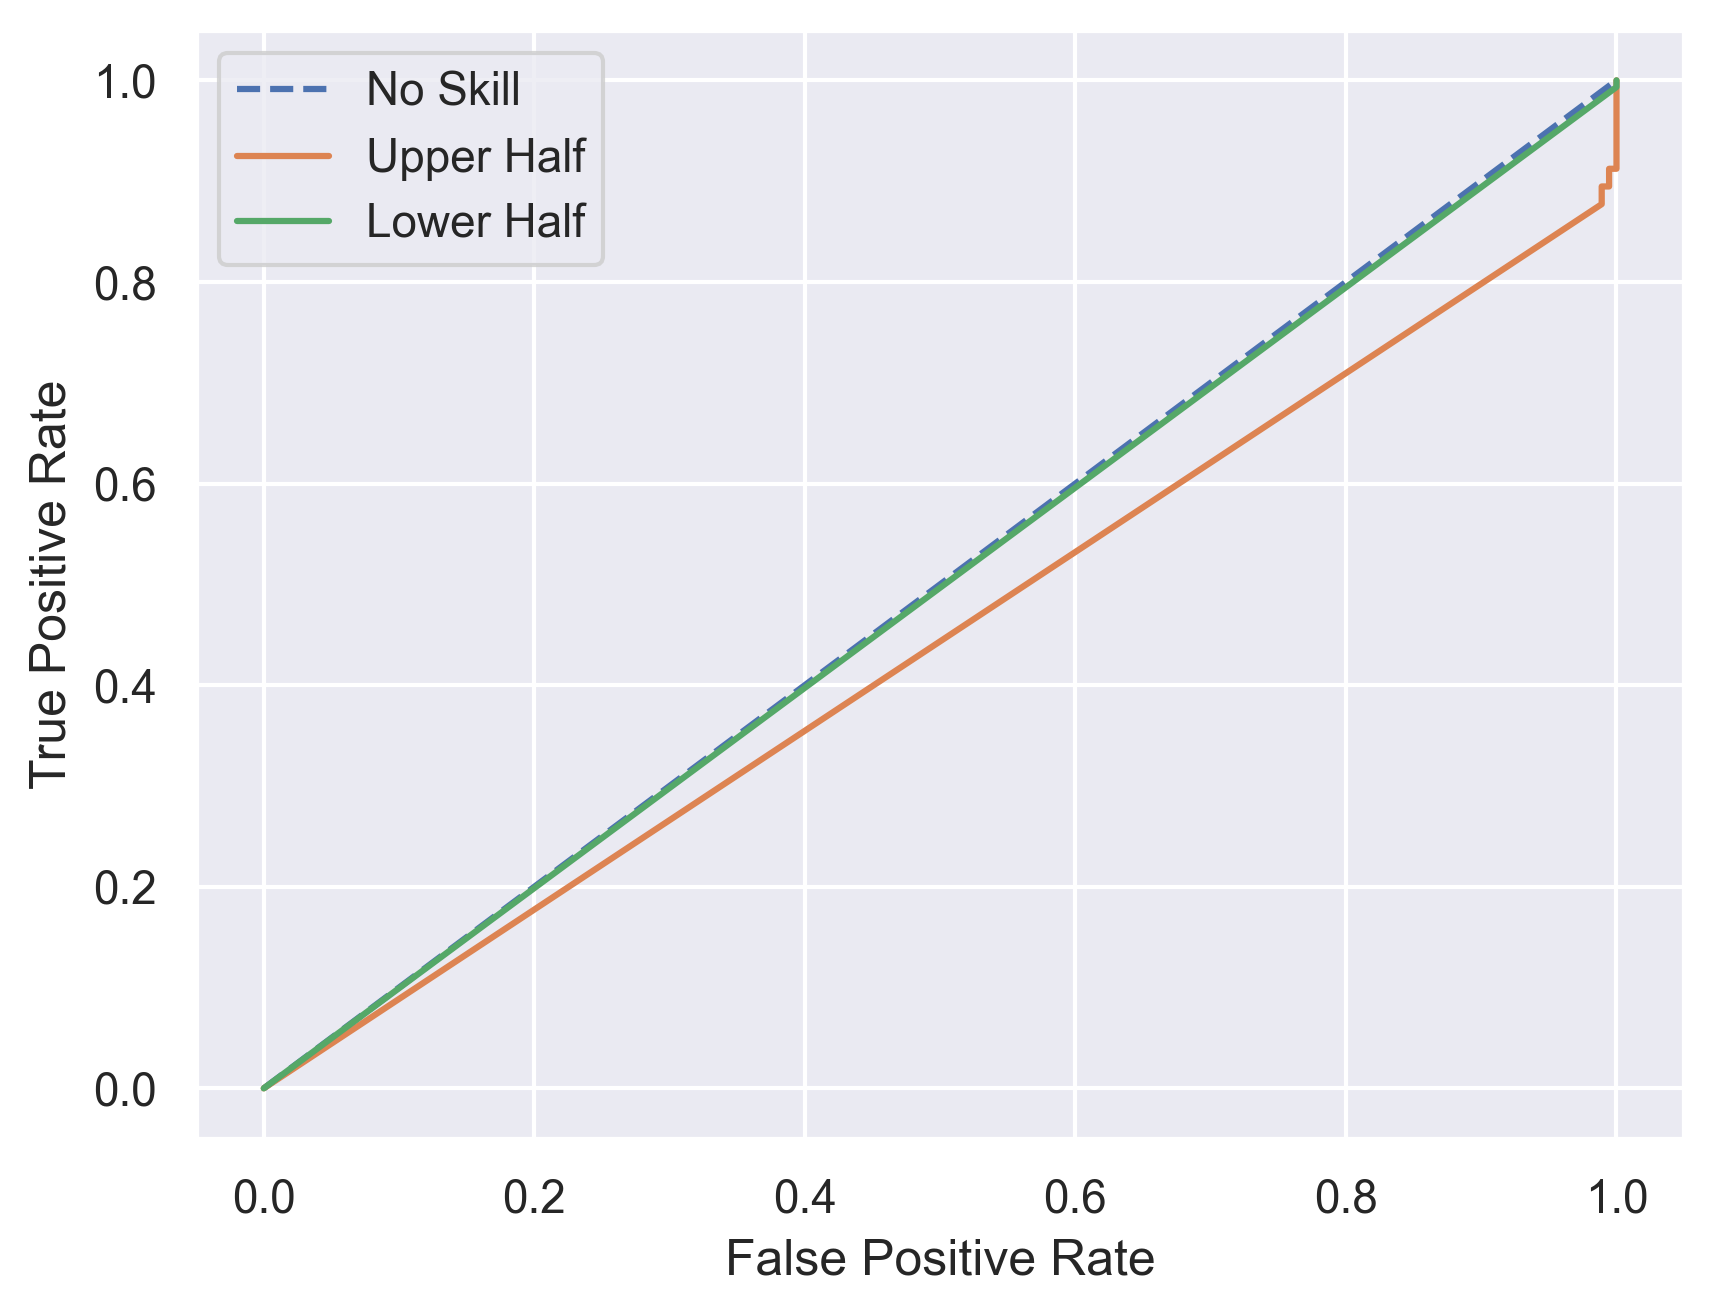 No Skill
Upper Half
Lower Half
1.0
0.8
0.6
0.4
0.2
0.0
True Positive Rate
0.0 0.2 0.4 0.6 0.8 1.0
False Positive Rate